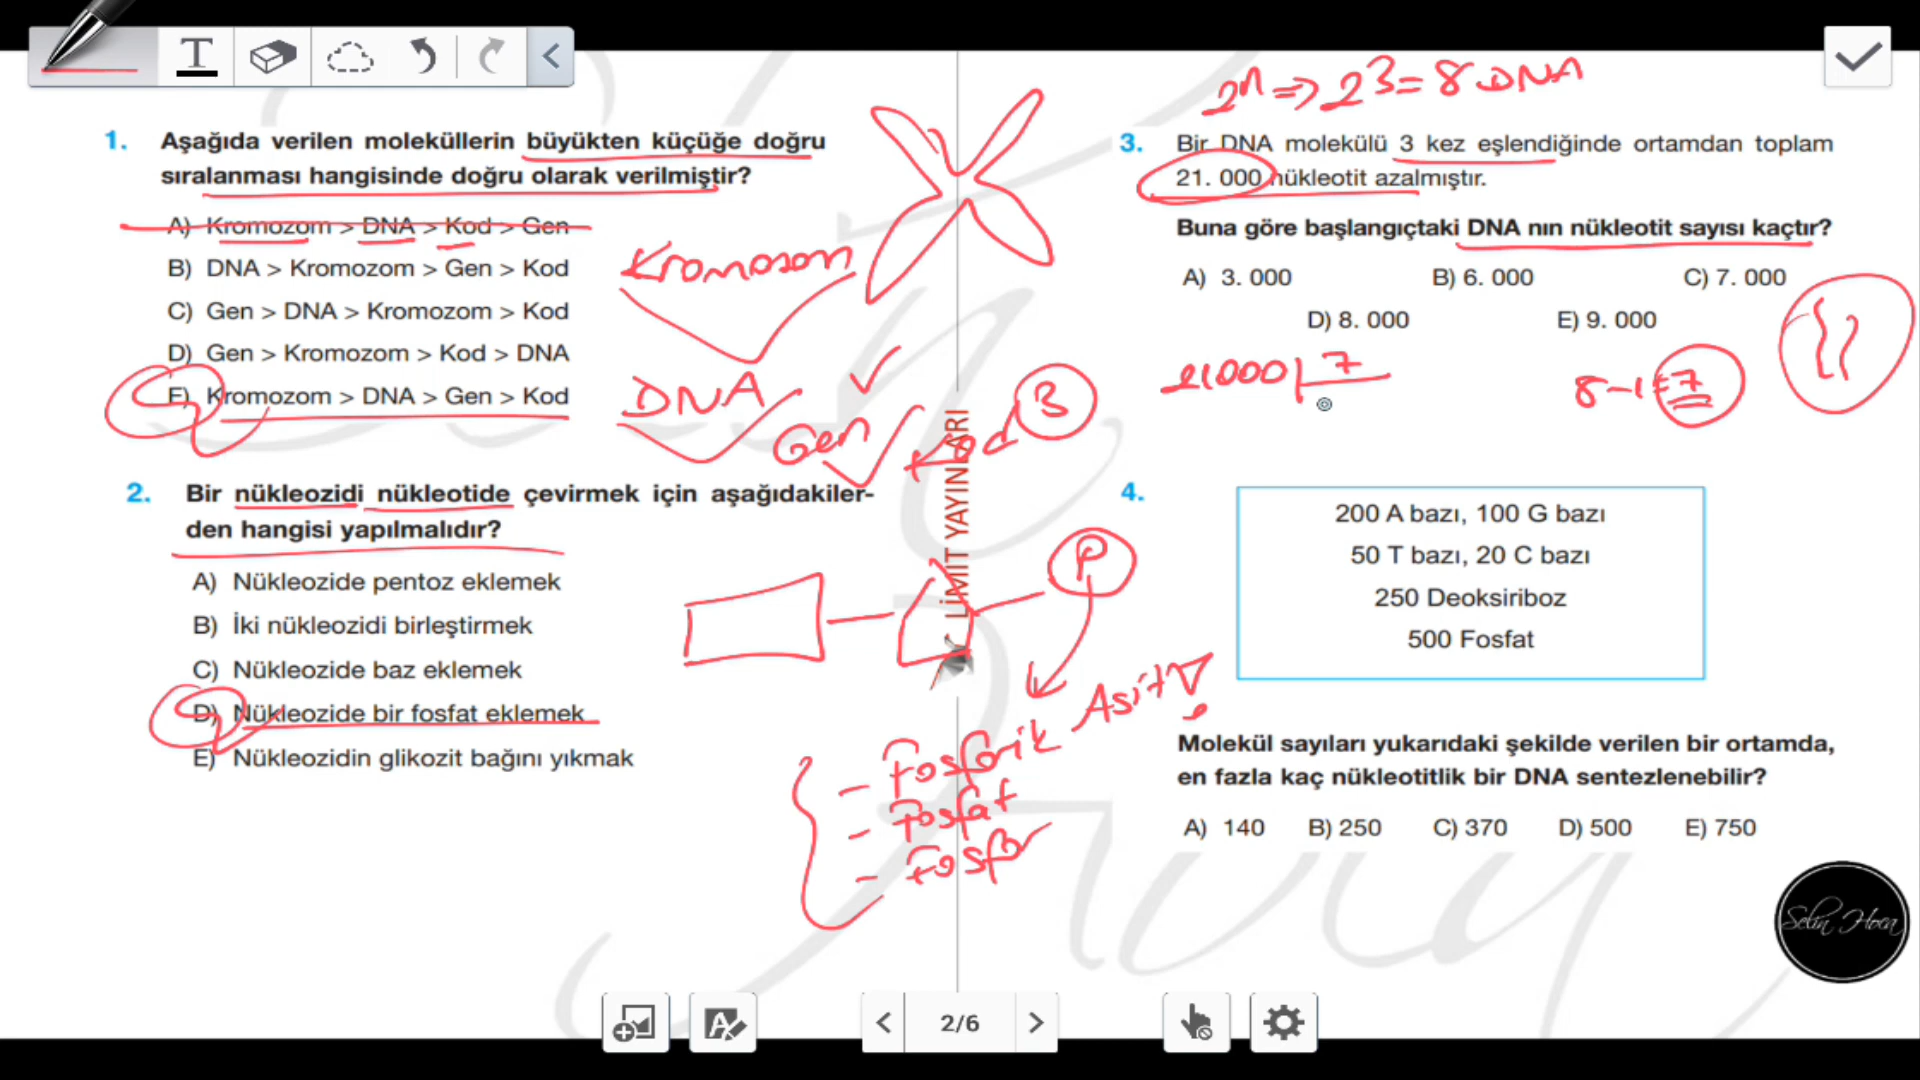 T
2ⁿ ⇒ 2³ = 8 DNA
1. Aşağıda verilen moleküllerin büyükten küçüğe doğru
sıralanması hangisinde doğru olarak verilmiştir?
A) Kromozom > DNA > Kod > Gen
B) DNA > Kromozom > Gen > Kod
C) Gen > DNA > Kromozom > Kod
D) Gen > Kromozom > Kod > DNA
E) Kromozom > DNA > Gen > Kod
Kromozom
DNA
Gen
Kod
3
2. Bir nükleozidi nükleotide çevirmek için aşağıdakiler-
den hangisi yapılmalıdır?
A) Nükleozide pentoz eklemek
B) İki nükleozidi birleştirmek
C) Nükleozide baz eklemek
D) Nükleozide bir fosfat eklemek
E) Nükleozidin glikozit bağını yıkmak
P
- Fosforik Asit
- Fosfat
- Fosfor
LİMİT YAYINLARI
3. Bir DNA molekülü 3 kez eşlendiğinde ortamdan toplam
21. 000 nükleotit azalmıştır.
Buna göre başlangıçtaki DNA nın nükleotit sayısı kaçtır?
A) 3. 000 B) 6. 000 C) 7. 000
D) 8. 000 E) 9. 000
21000 | 7
8-1=7
4.
200 A bazı, 100 G bazı
50 T bazı, 20 C bazı
250 Deoksiriboz
500 Fosfat
Molekül sayıları yukarıdaki şekilde verilen bir ortamda,
en fazla kaç nükleotitlik bir DNA sentezlenebilir?
A) 140 B) 250 C) 370 D) 500 E) 750
Selin Hoca
2/6